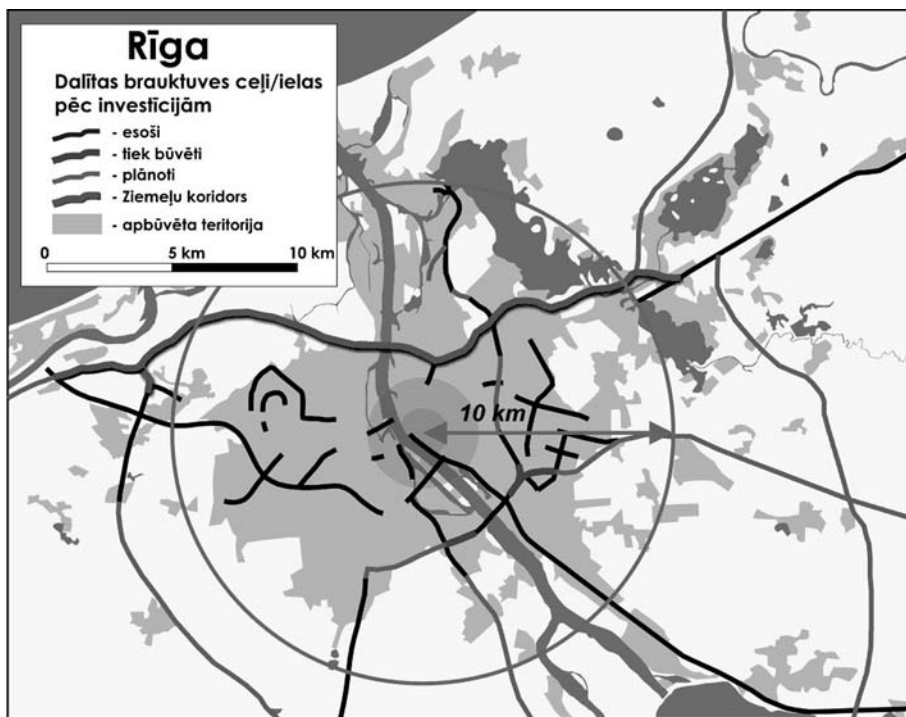 Rīga
Dalītas brauktuves ceļi/ielas
pēc investīcijām
- esoši
- tiek būvēti
- plānoti
- Ziemeļu koridors
- apbūvēta teritorija
0 5 km 10 km
10 km